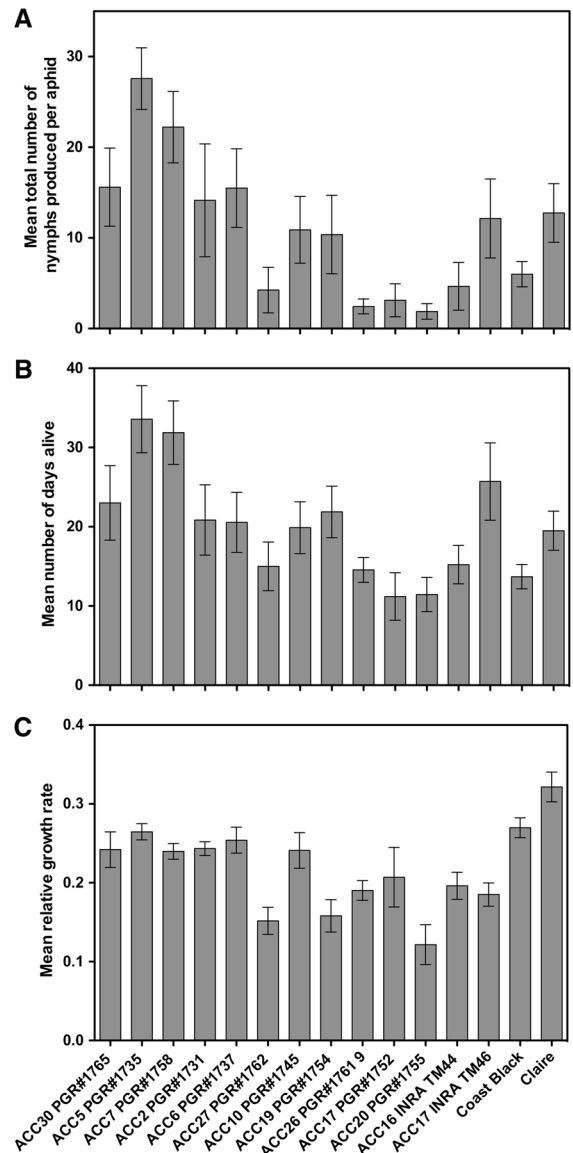 A
Mean total number of
nymphs produced per aphid
30
20
10
0
B
Mean number of days alive
40
30
20
10
0
C
Mean relative growth rate
0.4
0.3
0.2
0.1
0.0
ACC30 PGR#1765
ACC5 PGR#1735
ACC7 PGR#1758
ACC2 PGR#1731
ACC6 PGR#1737
ACC27 PGR#1762
ACC10 PGR#1745
ACC19 PGR#1754
ACC26 PGR#1761 9
ACC17 PGR#1752
ACC20 PGR#1755
ACC16 INRA TM44
ACC17 INRA TM46
Coast Black
Claire